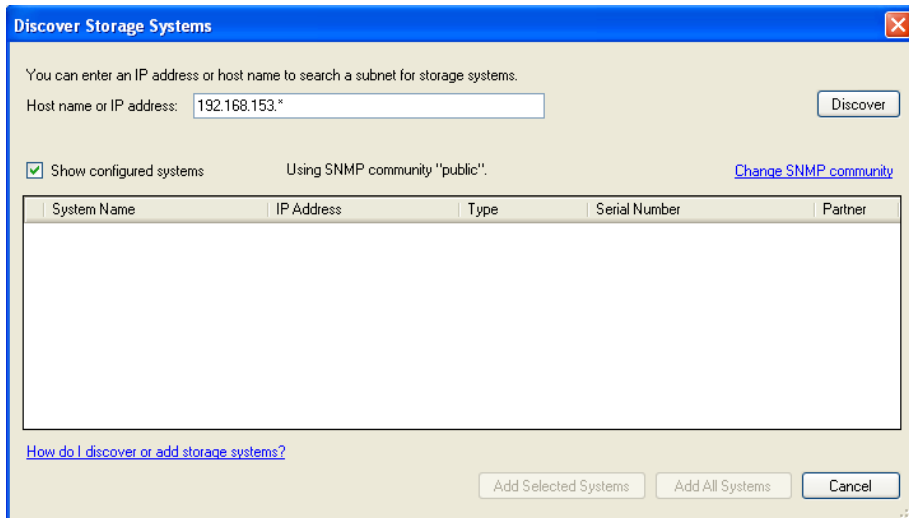 Discover Storage Systems
You can enter an IP address or host name to search a subnet for storage systems.
Host name or IP address: 192.168.153.* Discover
Show configured systems Using SNMP community "public". Change SNMP community
System Name IP Address Type Serial Number Partner
How do I discover or add storage systems?
Add Selected Systems Add All Systems Cancel